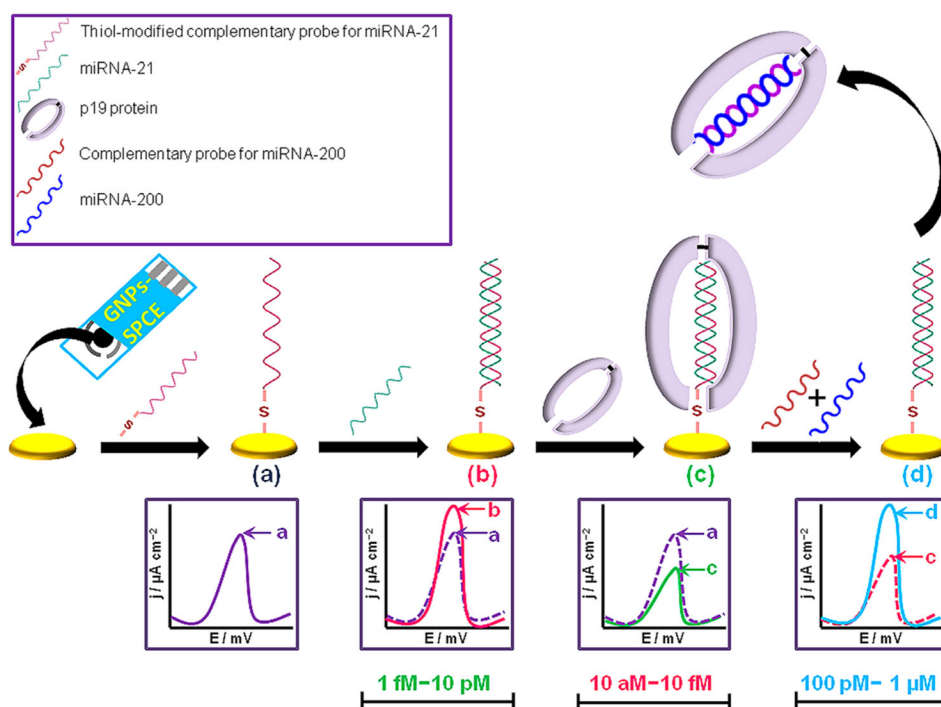 Thiol-modified complementary probe for miRNA-21
miRNA-21
p19 protein
Complementary probe for miRNA-200
miRNA-200
-S-
GNPs-
SPCE
-S-
S
S
S
+
S
(a)
(b)
(c)
(d)
j / µA cm⁻²
a
E / mV
j / µA cm⁻²
b
a
E / mV
j / µA cm⁻²
a
c
E / mV
j / µA cm⁻²
d
c
E / mV
1 fM–10 pM
10 aM–10 fM
100 pM– 1 µM